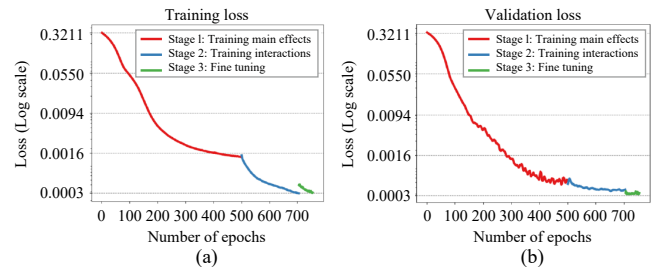 Training loss
Loss (Log scale)
0.3211
0.0550
0.0094
0.0016
0.0003
Stage 1: Training main effects
Stage 2: Training interactions
Stage 3: Fine tuning
0 100 200 300 400 500 600 700
Number of epochs
(a)
Validation loss
Loss (Log scale)
0.3211
0.0550
0.0094
0.0016
0.0003
Stage 1: Training main effects
Stage 2: Training interactions
Stage 3: Fine tuning
0 100 200 300 400 500 600 700
Number of epochs
(b)